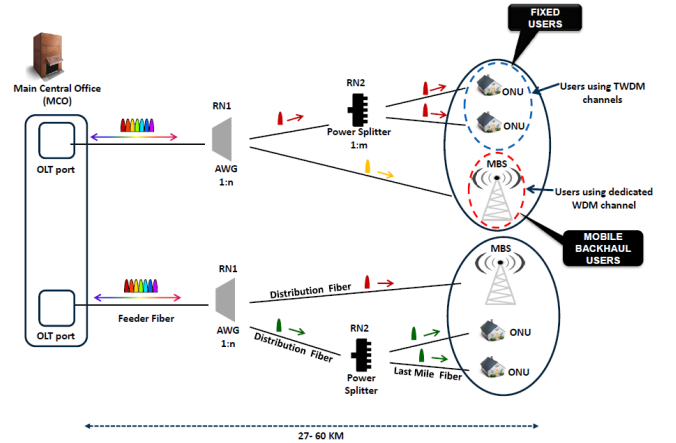 FIXED
USERS
Main Central Office
(MCO)
RN1
RN2
ONU
ONU
Users using TWDM
channels
Power Splitter
1:m
OLT port
AWG
1:n
MBS
Users using dedicated
WDM channel
MOBILE
BACKHAUL
USERS
MBS
RN1
Distribution Fiber
Feeder Fiber
OLT port
AWG
1:n
Distribution Fiber
RN2
ONU
ONU
Power
Splitter
Last Mile Fiber
27- 60 KM